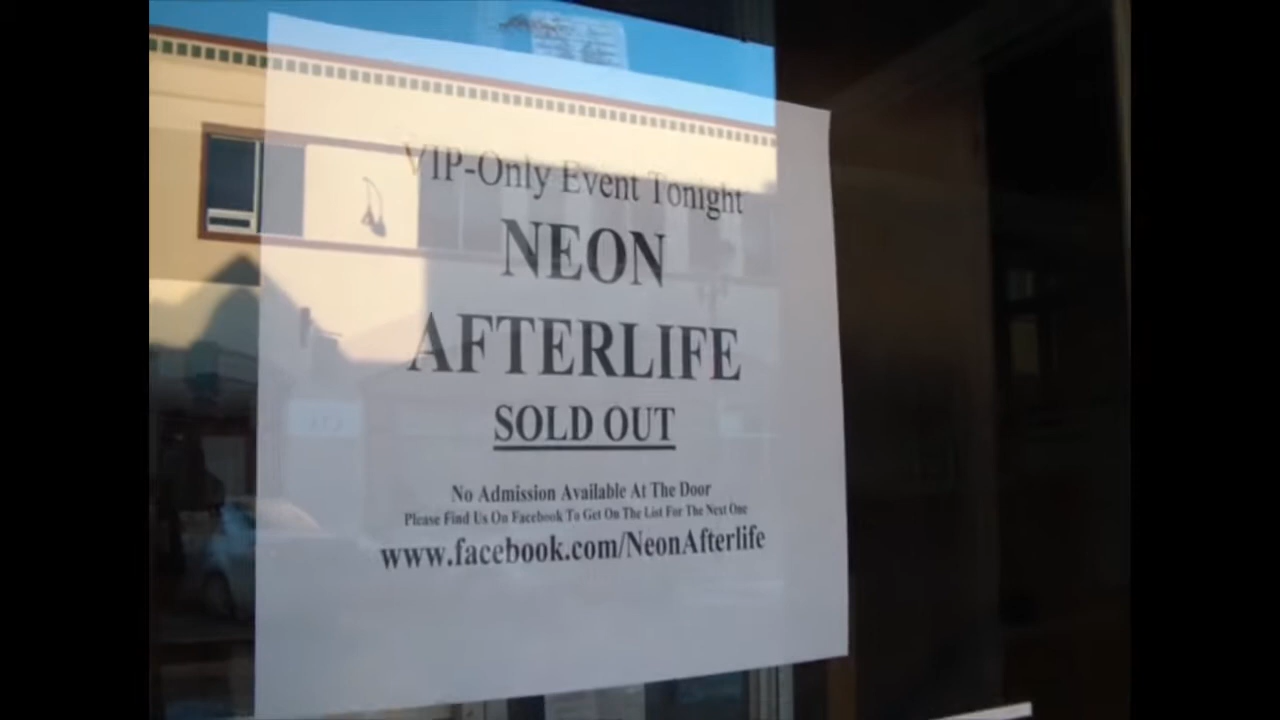 VIP-Only Event Tonight
NEON
AFTERLIFE
SOLD OUT
No Admission Available At The Door
Please Find Us On Facebook To Get On The List For The Next One
www.facebook.com/NeonAfterlife